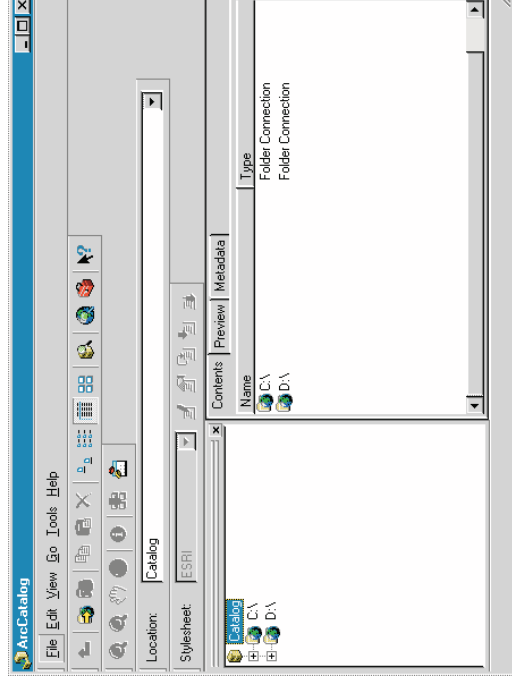 ArcCatalog
File Edit View Go Tools Help
Location: Catalog
Stylesheet: ESRI
Catalog
C:\
D:\
Contents Preview Metadata
Name Type
C:\ Folder Connection
D:\ Folder Connection